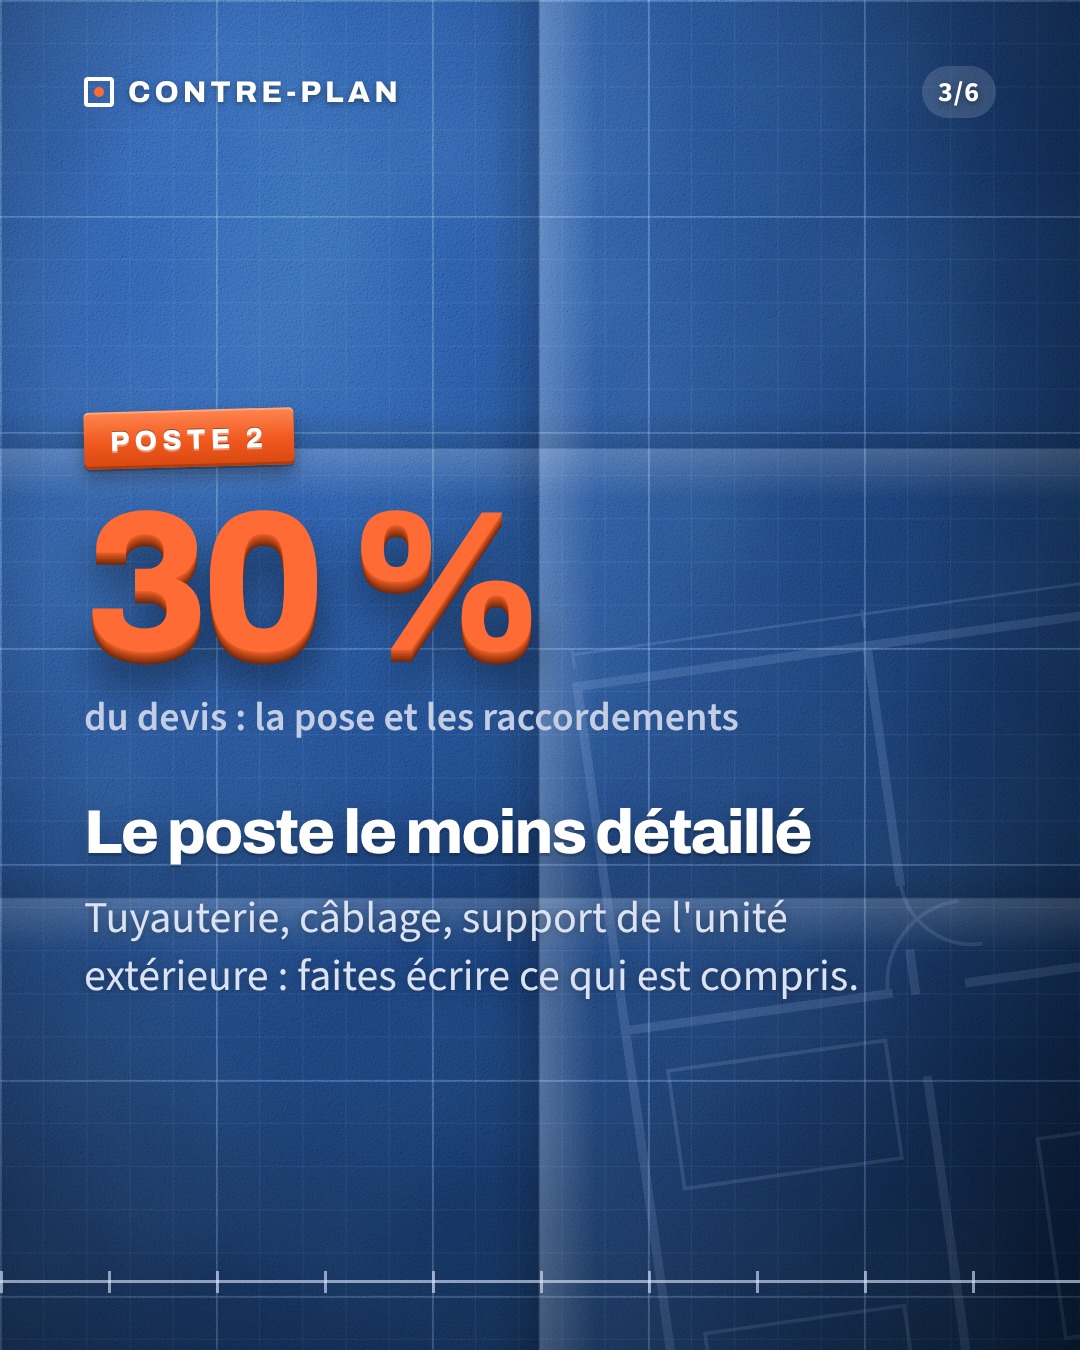 CONTRE-PLAN
3/6
POSTE 2
30 %
du devis : la pose et les raccordements
Le poste le moins détaillé
Tuyauterie, câblage, support de l'unité
extérieure : faites écrire ce qui est compris.